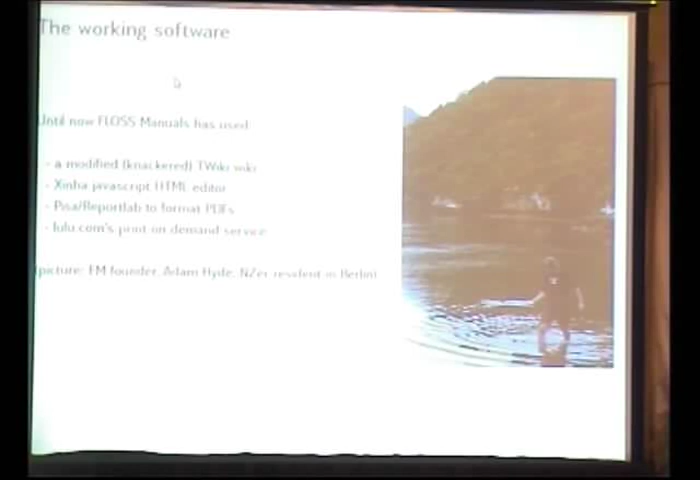 The working software
Until now FLOSS Manuals has used:
- a modified (knackered) TWiki wiki
- Xinha javascript HTML editor
- Pisa/Reportlab to format PDFs
- lulu.com's print on demand service
(picture: FM founder, Adam Hyde, NZer resident in Berlin)